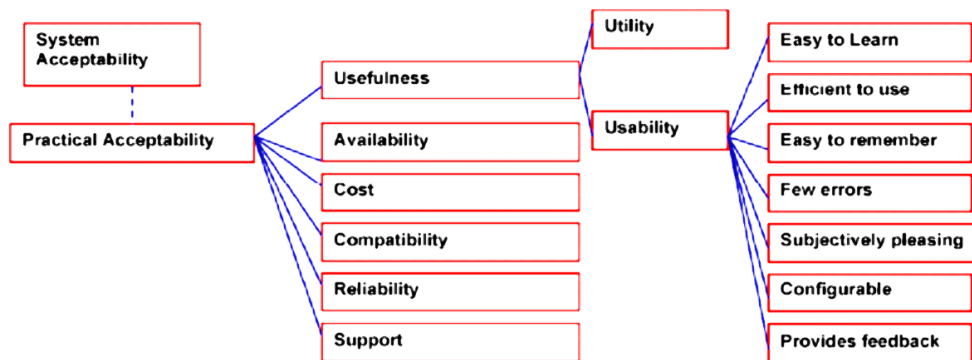 System
Acceptability
Practical Acceptability
Usefulness
Availability
Cost
Compatibility
Reliability
Support
Utility
Usability
Easy to Learn
Efficient to use
Easy to remember
Few errors
Subjectively pleasing
Configurable
Provides feedback